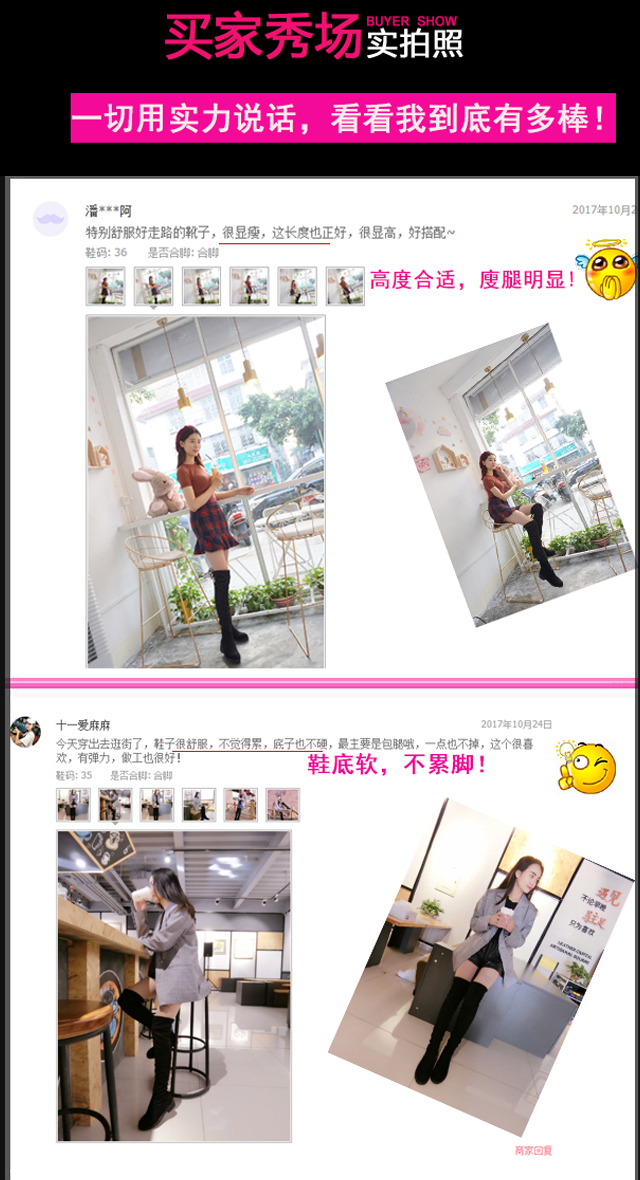 买家秀场
BUYER SHOW
实拍照
一切用实力说话，看看我到底有多棒！
潘***阿
2017年10月2
特别舒服好走路的靴子，很显瘦，这长度也正好，很显高，好搭配~
鞋码: 36 是否合脚: 合脚
高度合适，瘦腿明显！
十一爱麻麻
2017年10月24日
今天穿出去逛街了，鞋子很舒服，不觉得累，底子也不硬，最主要是包腿哦，一点也不掉，这个很喜
欢，有弹力，做工也很好！
鞋码: 35 是否合脚: 合脚
鞋底软，不累脚！
遇见
不论早晚
只为喜欢
LEATHER CAPITAL
商家回复